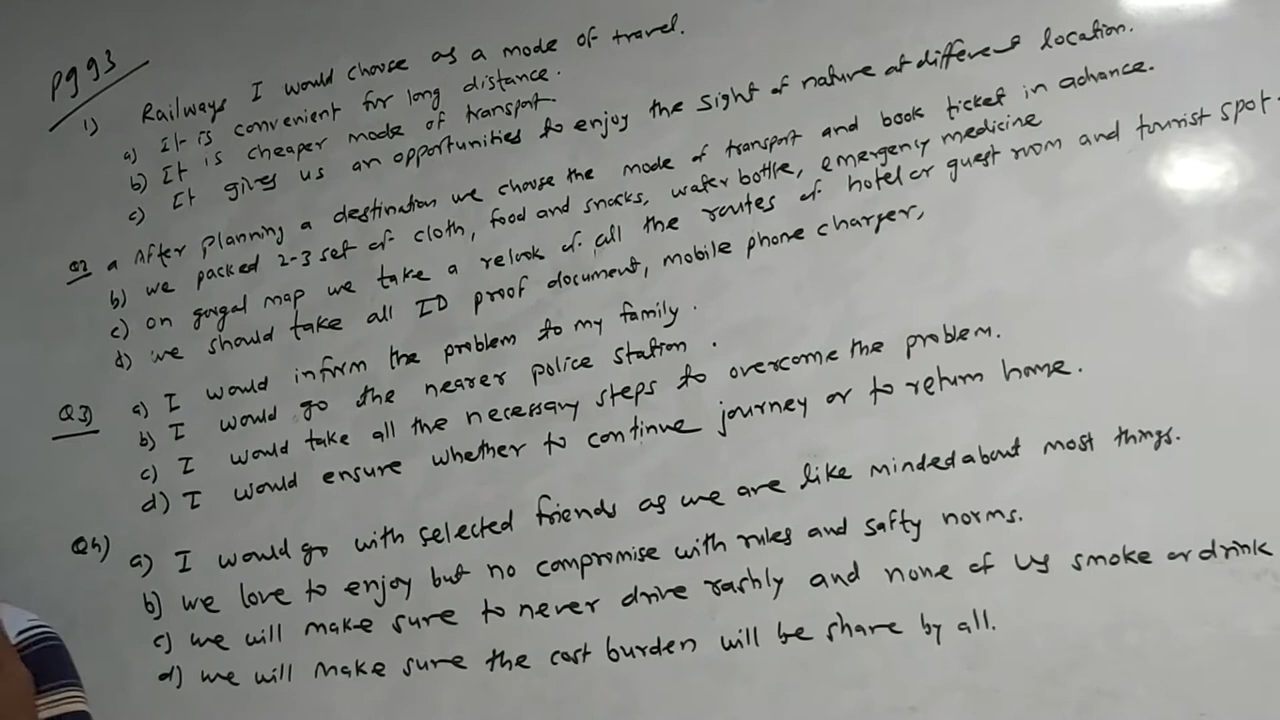 Pg 93
1) Railways I would choose as a mode of travel.
a) It is convenient for long distance.
b) It is cheaper mode of transport.
c) It gives us an opportunities to enjoy the sight of nature at different location.
Q2 a After planning a destination we choose the mode of transport and book ticket in advance.
b) we packed 2-3 set of cloth, food and snacks, water bottle, emergency medicine
c) on gougal map we take a relook of all the routes of hotel or guest room and tourist spot.
d) we should take all ID proof document, mobile phone charger,
Q3) a) I would inform the problem to my family.
b) I would go the nearer police station.
c) I would take all the necessary steps to overcome the problem.
d) I would ensure whether to continue journey or to return home.
Q4) a) I would go with selected friends as we are like minded about most things.
b) we love to enjoy but no compromise with rules and safty norms.
c) we will make sure to never drive rashly and none of us smoke or drink
d) we will make sure the cost burden will be share by all.